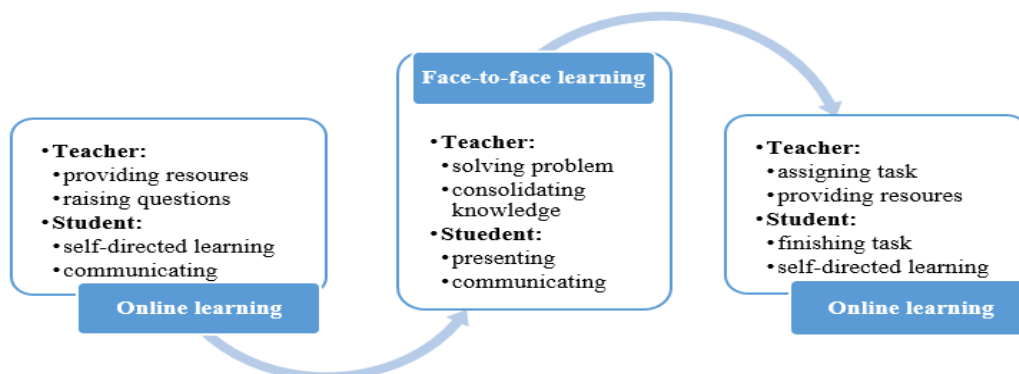 • Teacher:
• providing resoures
• raising questions
• Student:
• self-directed learning
• communicating
Online learning
Face-to-face learning
• Teacher:
• solving problem
• consolidating
knowledge
• Stuedent:
• presenting
• communicating
• Teacher:
• assigning task
• providing resoures
• Student:
• finishing task
• self-directed learning
Online learning